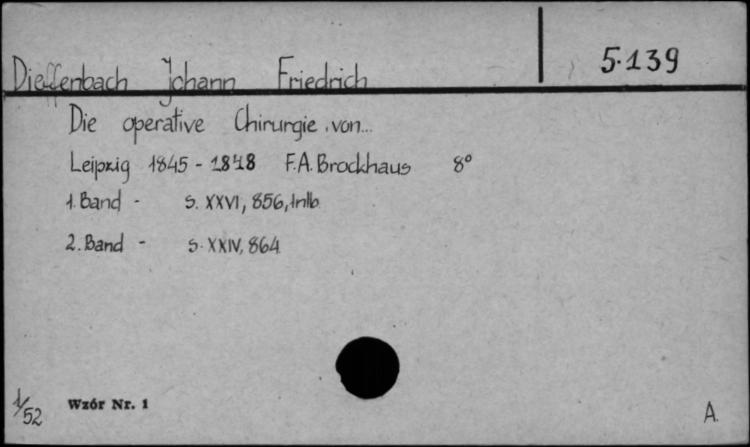 5.139
Dieffenbach Johann Friedrich
Die operative Chirurgie von...
Leipzig 1845 - 1848 F.A. Brockhaus 8°
1. Band - S. XXVI, 856,
2. Band - S. XXIV, 864
1/52 Wzór Nr. 1
A.